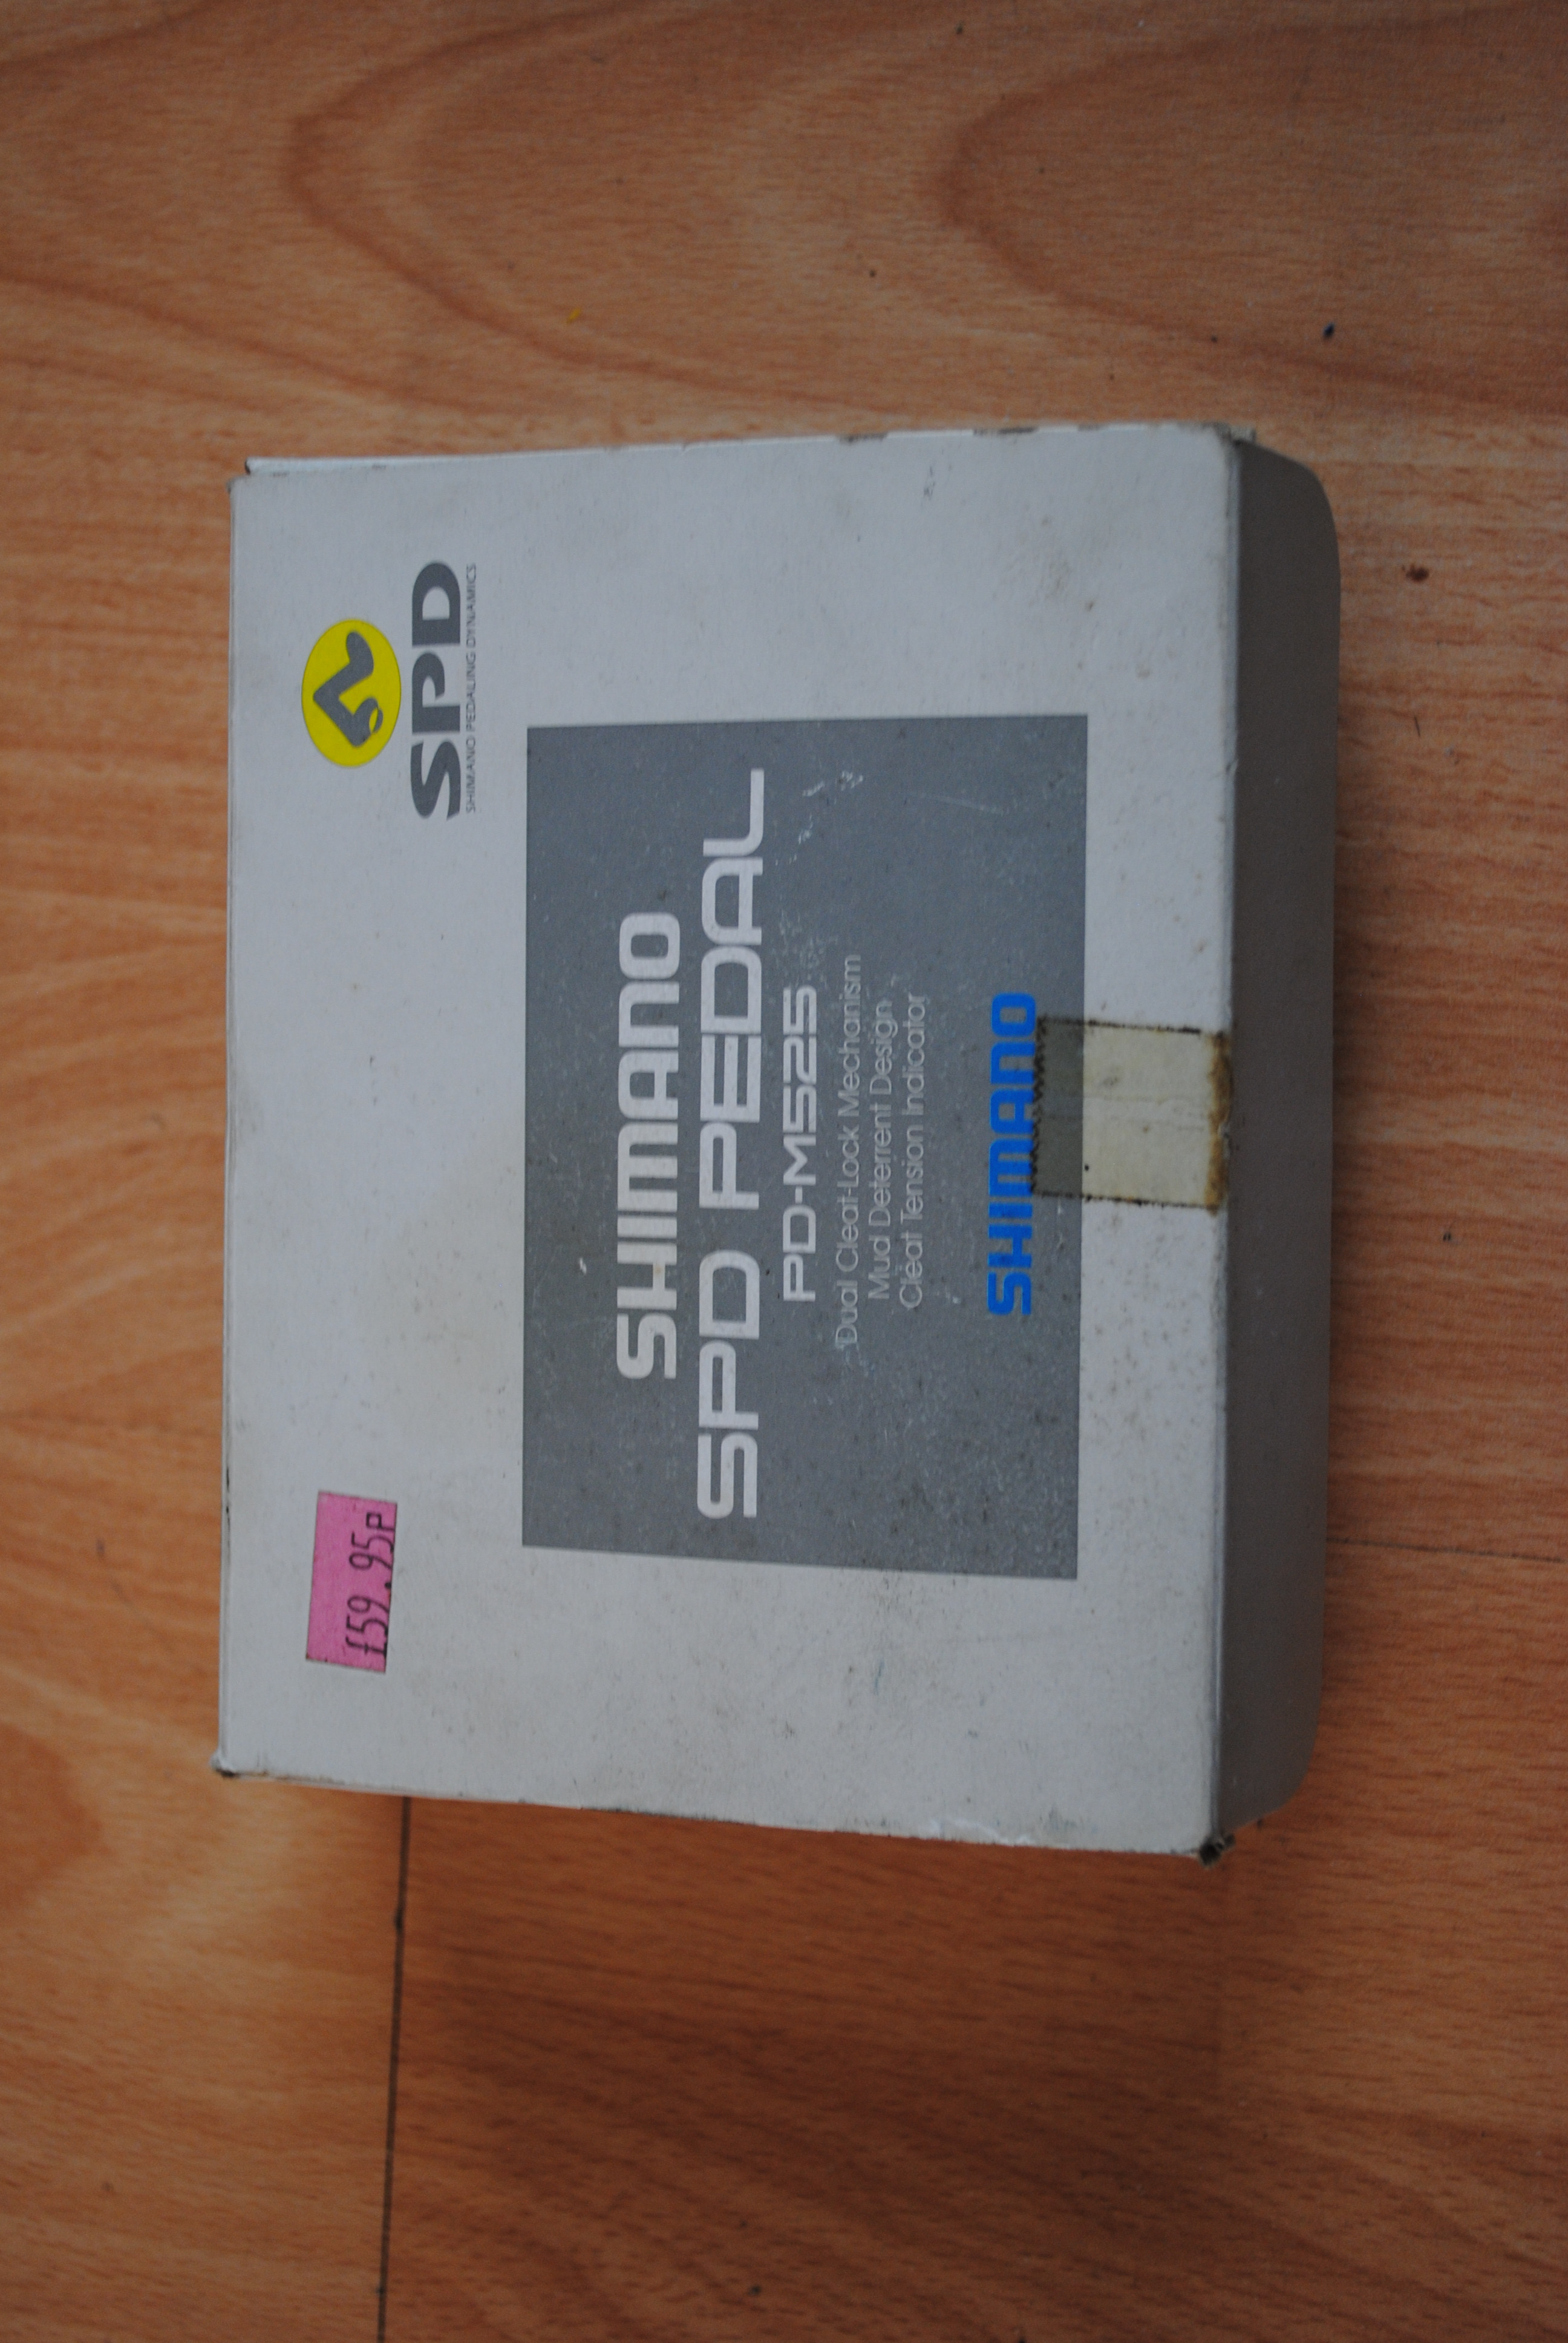 £59.95p
SPD
SHIMANO PEDALING DYNAMICS
SHIMANO
SPD PEDAL
PD-M525
Dual Cleat-Lock Mechanism
Mud Deterrent Design
Cleat Tension Indicator
SHIMANO